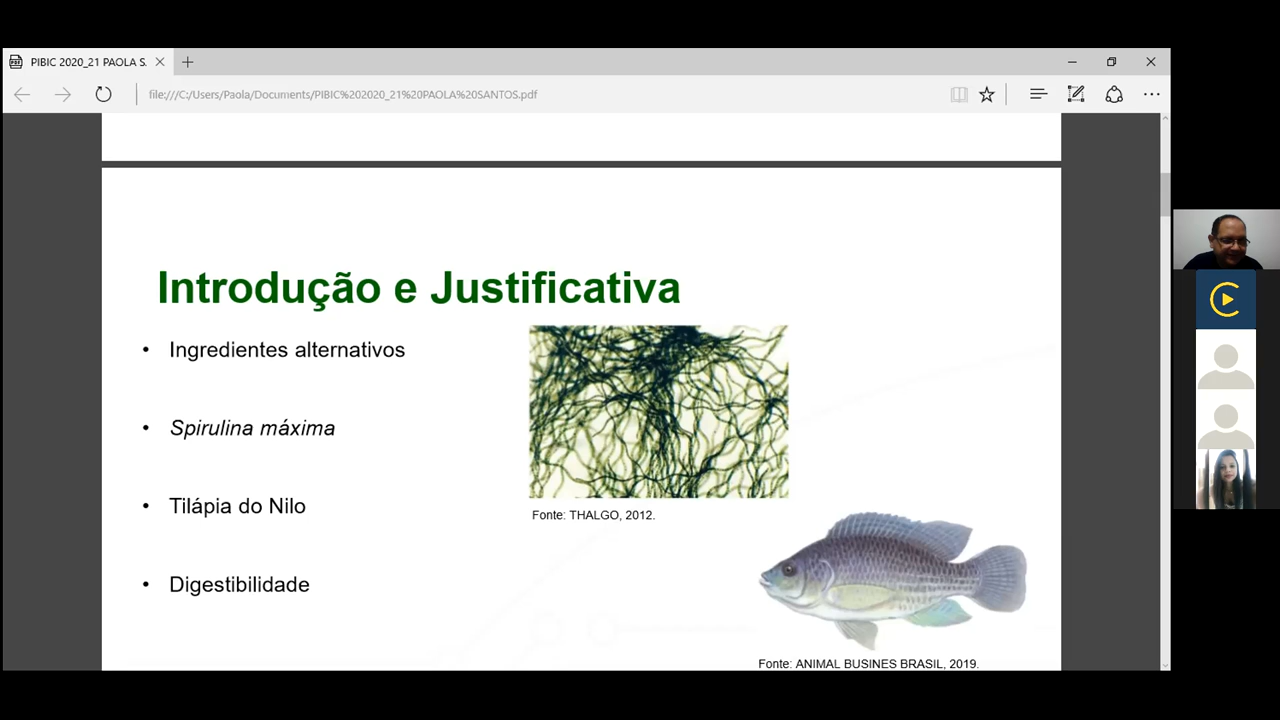 PIBIC 2020_21 PAOLA S.
file:///C:/Users/Paola/Documents/PIBIC%202020_21%20PAOLA%20SANTOS.pdf
Introdução e Justificativa
• Ingredientes alternativos
• Spirulina máxima
• Tilápia do Nilo
• Digestibilidade
Fonte: THALGO, 2012.
Fonte: ANIMAL BUSINES BRASIL, 2019.